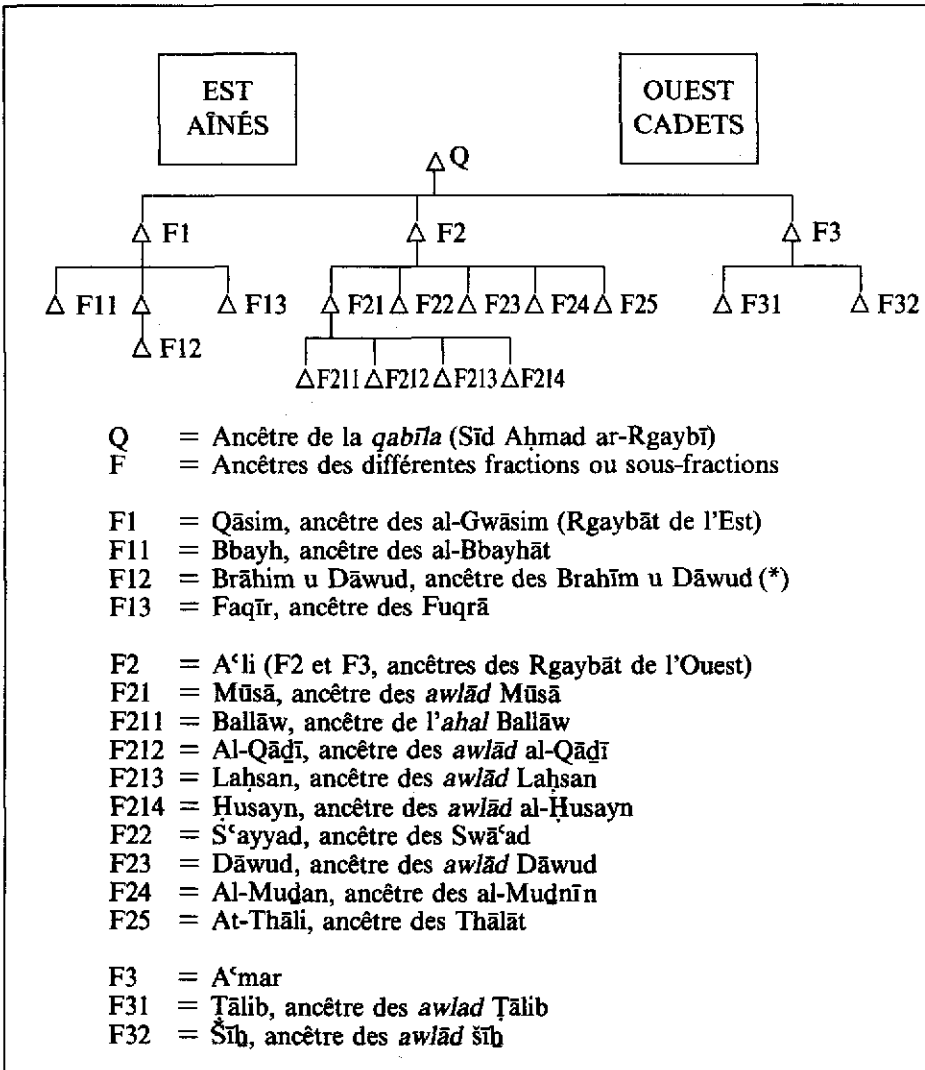 EST
AÎNÉS
OUEST
CADETS
Q
F1 F2 F3
F11 F13 F21 F22 F23 F24 F25 F31 F32
F12
F211 F212 F213 F214
Q = Ancêtre de la qabīla (Sīd Aḥmad ar-Rgaybī)
F = Ancêtres des différentes fractions ou sous-fractions
F1 = Qāsim, ancêtre des al-Gwāsim (Rgaybāt de l'Est)
F11 = Bbayh, ancêtre des al-Bbayhāt
F12 = Brāhim u Dāwud, ancêtre des Brahīm u Dāwud (*)
F13 = Faqīr, ancêtre des Fuqrā
F2 = Aʿli (F2 et F3, ancêtres des Rgaybāt de l'Ouest)
F21 = Mūsā, ancêtre des awlād Mūsā
F211 = Ballāw, ancêtre de l'ahal Ballāw
F212 = Al-Qāḏī, ancêtre des awlād al-Qāḏī
F213 = Laḥsan, ancêtre des awlād Laḥsan
F214 = Ḥusayn, ancêtre des awlād al-Ḥusayn
F22 = Sʿayyad, ancêtre des Swāʿad
F23 = Dāwud, ancêtre des awlād Dāwud
F24 = Al-Muḏan, ancêtre des al-Muḏnīn
F25 = At-Thāli, ancêtre des Thālāt
F3 = Aʿmar
F31 = Ṭālib, ancêtre des awlad Ṭālib
F32 = Šīẖ, ancêtre des awlād šīẖ